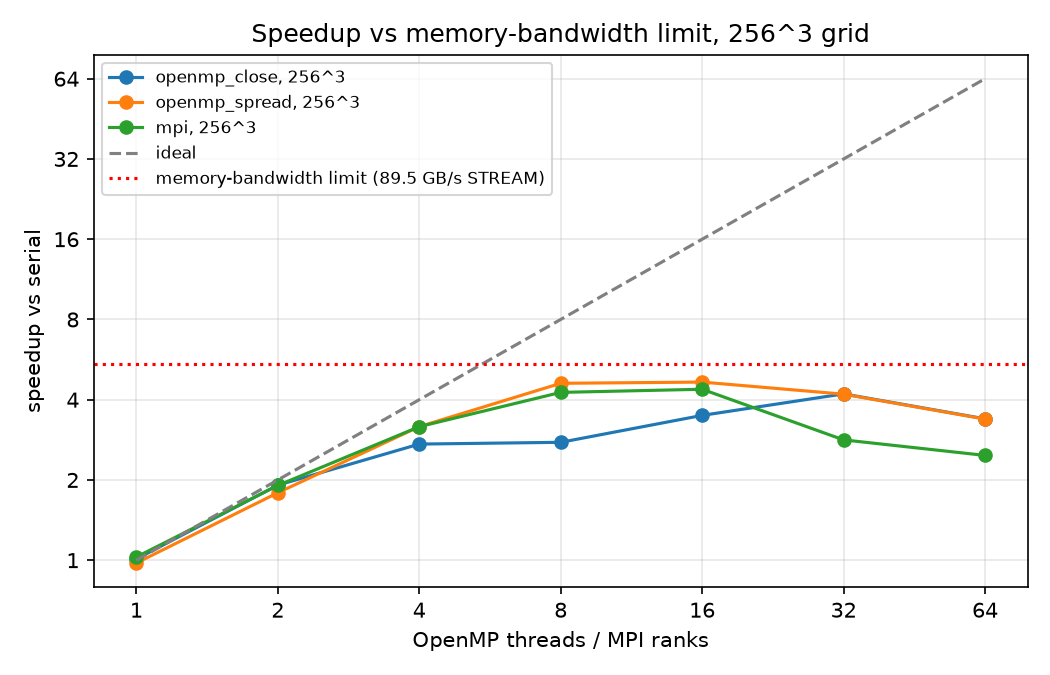 Speedup vs memory-bandwidth limit, 256^3 grid
openmp_close, 256^3
openmp_spread, 256^3
mpi, 256^3
ideal
memory-bandwidth limit (89.5 GB/s STREAM)
speedup vs serial
64
32
16
8
4
2
1
1 2 4 8 16 32 64
OpenMP threads / MPI ranks